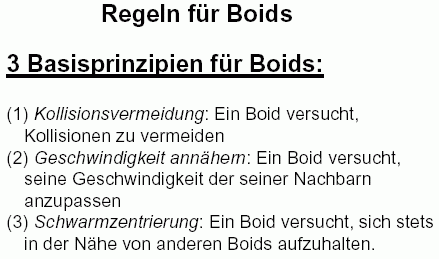 Regeln für Boids
3 Basisprinzipien für Boids:
(1) Kollisionsvermeidung: Ein Boid versucht,
Kollisionen zu vermeiden
(2) Geschwindigkeit annähern: Ein Boid versucht,
seine Geschwindigkeit der seiner Nachbarn
anzupassen
(3) Schwarmzentrierung: Ein Boid versucht, sich stets
in der Nähe von anderen Boids aufzuhalten.